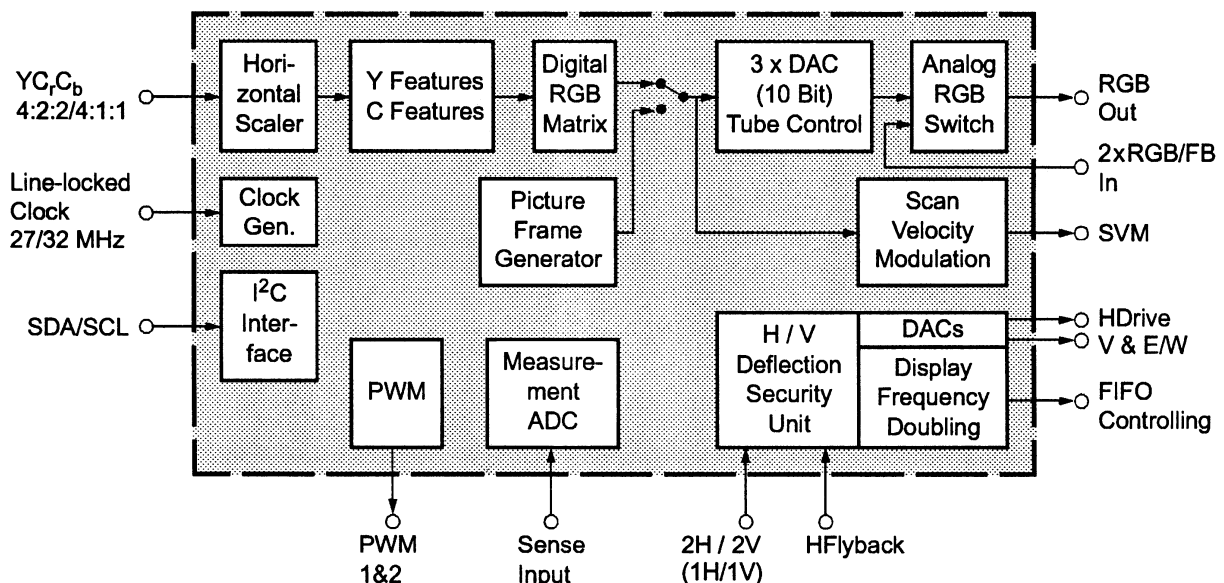 YCrCb
4:2:2/4:1:1
Hori-
zontal
Scaler
Y Features
C Features
Digital
RGB
Matrix
3 x DAC
(10 Bit)
Tube Control
Analog
RGB
Switch
RGB
Out
2xRGB/FB
In
Line-locked
Clock
27/32 MHz
Clock
Gen.
Picture
Frame
Generator
Scan
Velocity
Modulation
SVM
SDA/SCL
I²C
Inter-
face
PWM
Measure-
ment
ADC
H / V
Deflection
Security
Unit
DACs
Display
Frequency
Doubling
HDrive
V & E/W
FIFO
Controlling
PWM
1&2
Sense
Input
2H / 2V
(1H/1V)
HFlyback